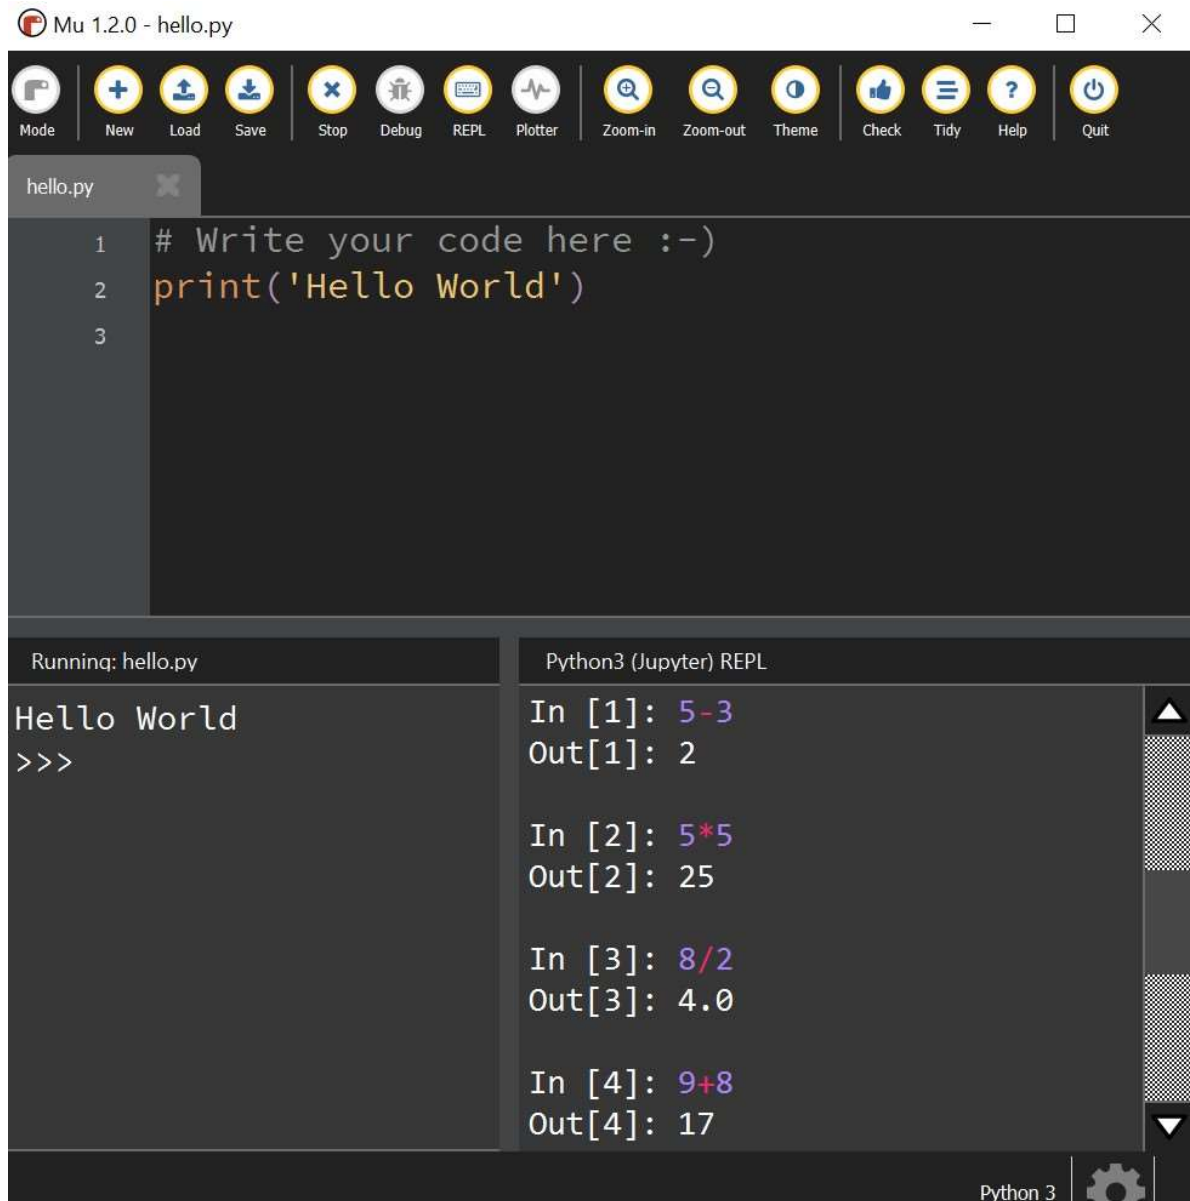 Mu 1.2.0 - hello.py
Mode New Load Save Stop Debug REPL Plotter Zoom-in Zoom-out Theme Check Tidy Help Quit
hello.py
1 # Write your code here :-)
2 print('Hello World')
3
Running: hello.py
Hello World
>>>
Python3 (Jupyter) REPL
In [1]: 5-3
Out[1]: 2
In [2]: 5*5
Out[2]: 25
In [3]: 8/2
Out[3]: 4.0
In [4]: 9+8
Out[4]: 17
Python 3